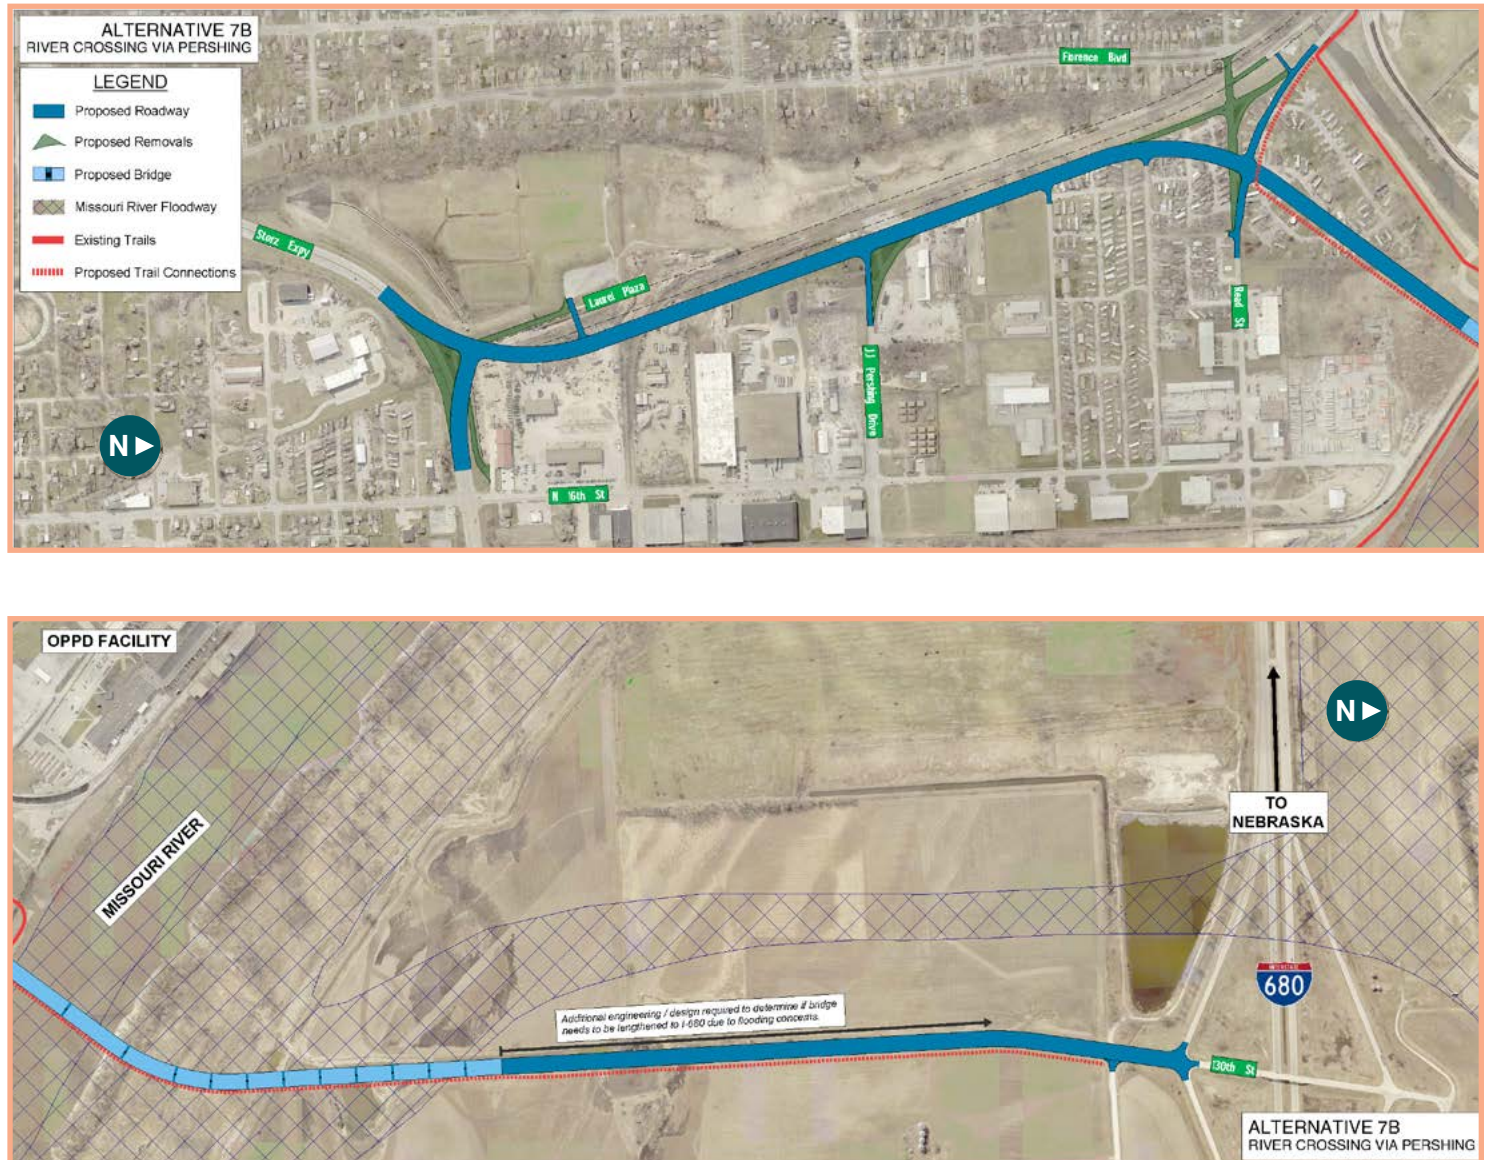 ALTERNATIVE 7B
RIVER CROSSING VIA PERSHING
LEGEND
Proposed Roadway
Proposed Removals
Proposed Bridge
Missouri River Floodway
Existing Trails
Proposed Trail Connections
Florence Blvd
Storz Expy
Laurel Plaza
Read St
JJ Pershing Drive
N 16th St
N
OPPD FACILITY
MISSOURI RIVER
N
TO
NEBRASKA
INTERSTATE
680
Additional engineering / design required to determine if bridge
needs to be lengthened to I-680 due to flooding concerns.
130th St
ALTERNATIVE 7B
RIVER CROSSING VIA PERSHING